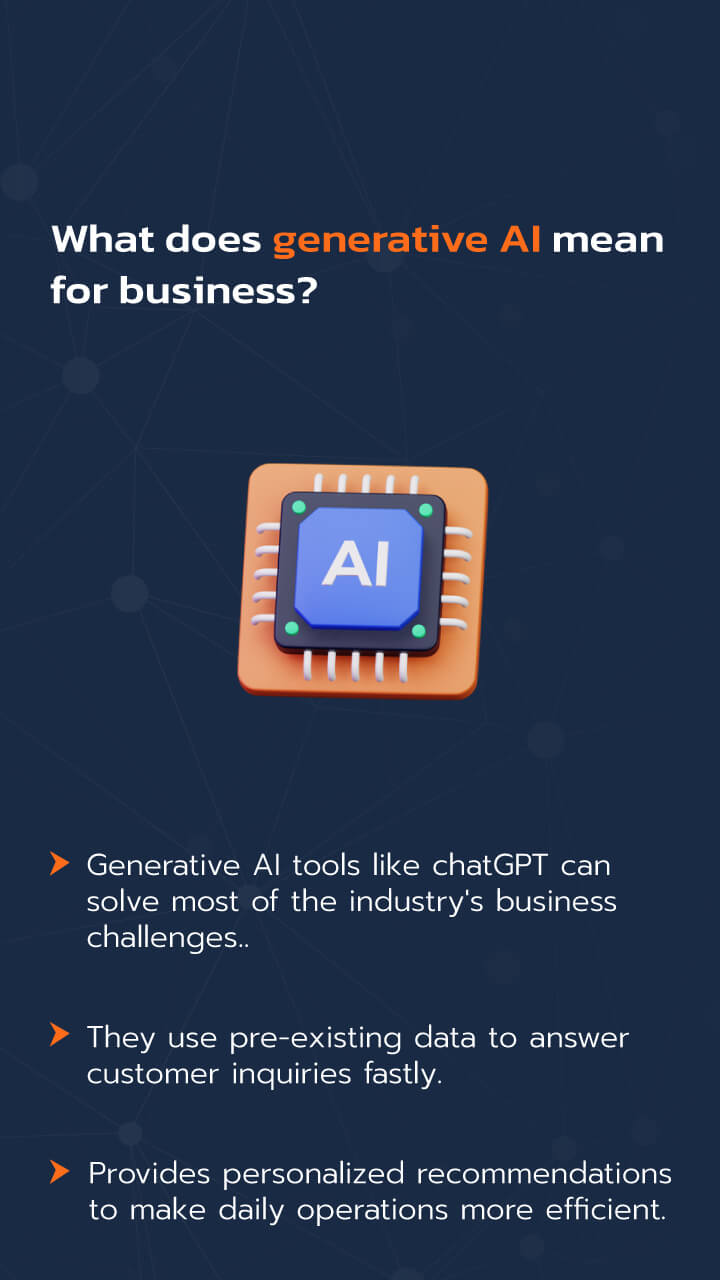 What does generative AI mean
for business?
AI
Generative AI tools like chatGPT can
solve most of the industry's business
challenges..
They use pre-existing data to answer
customer inquiries fastly.
Provides personalized recommendations
to make daily operations more efficient.